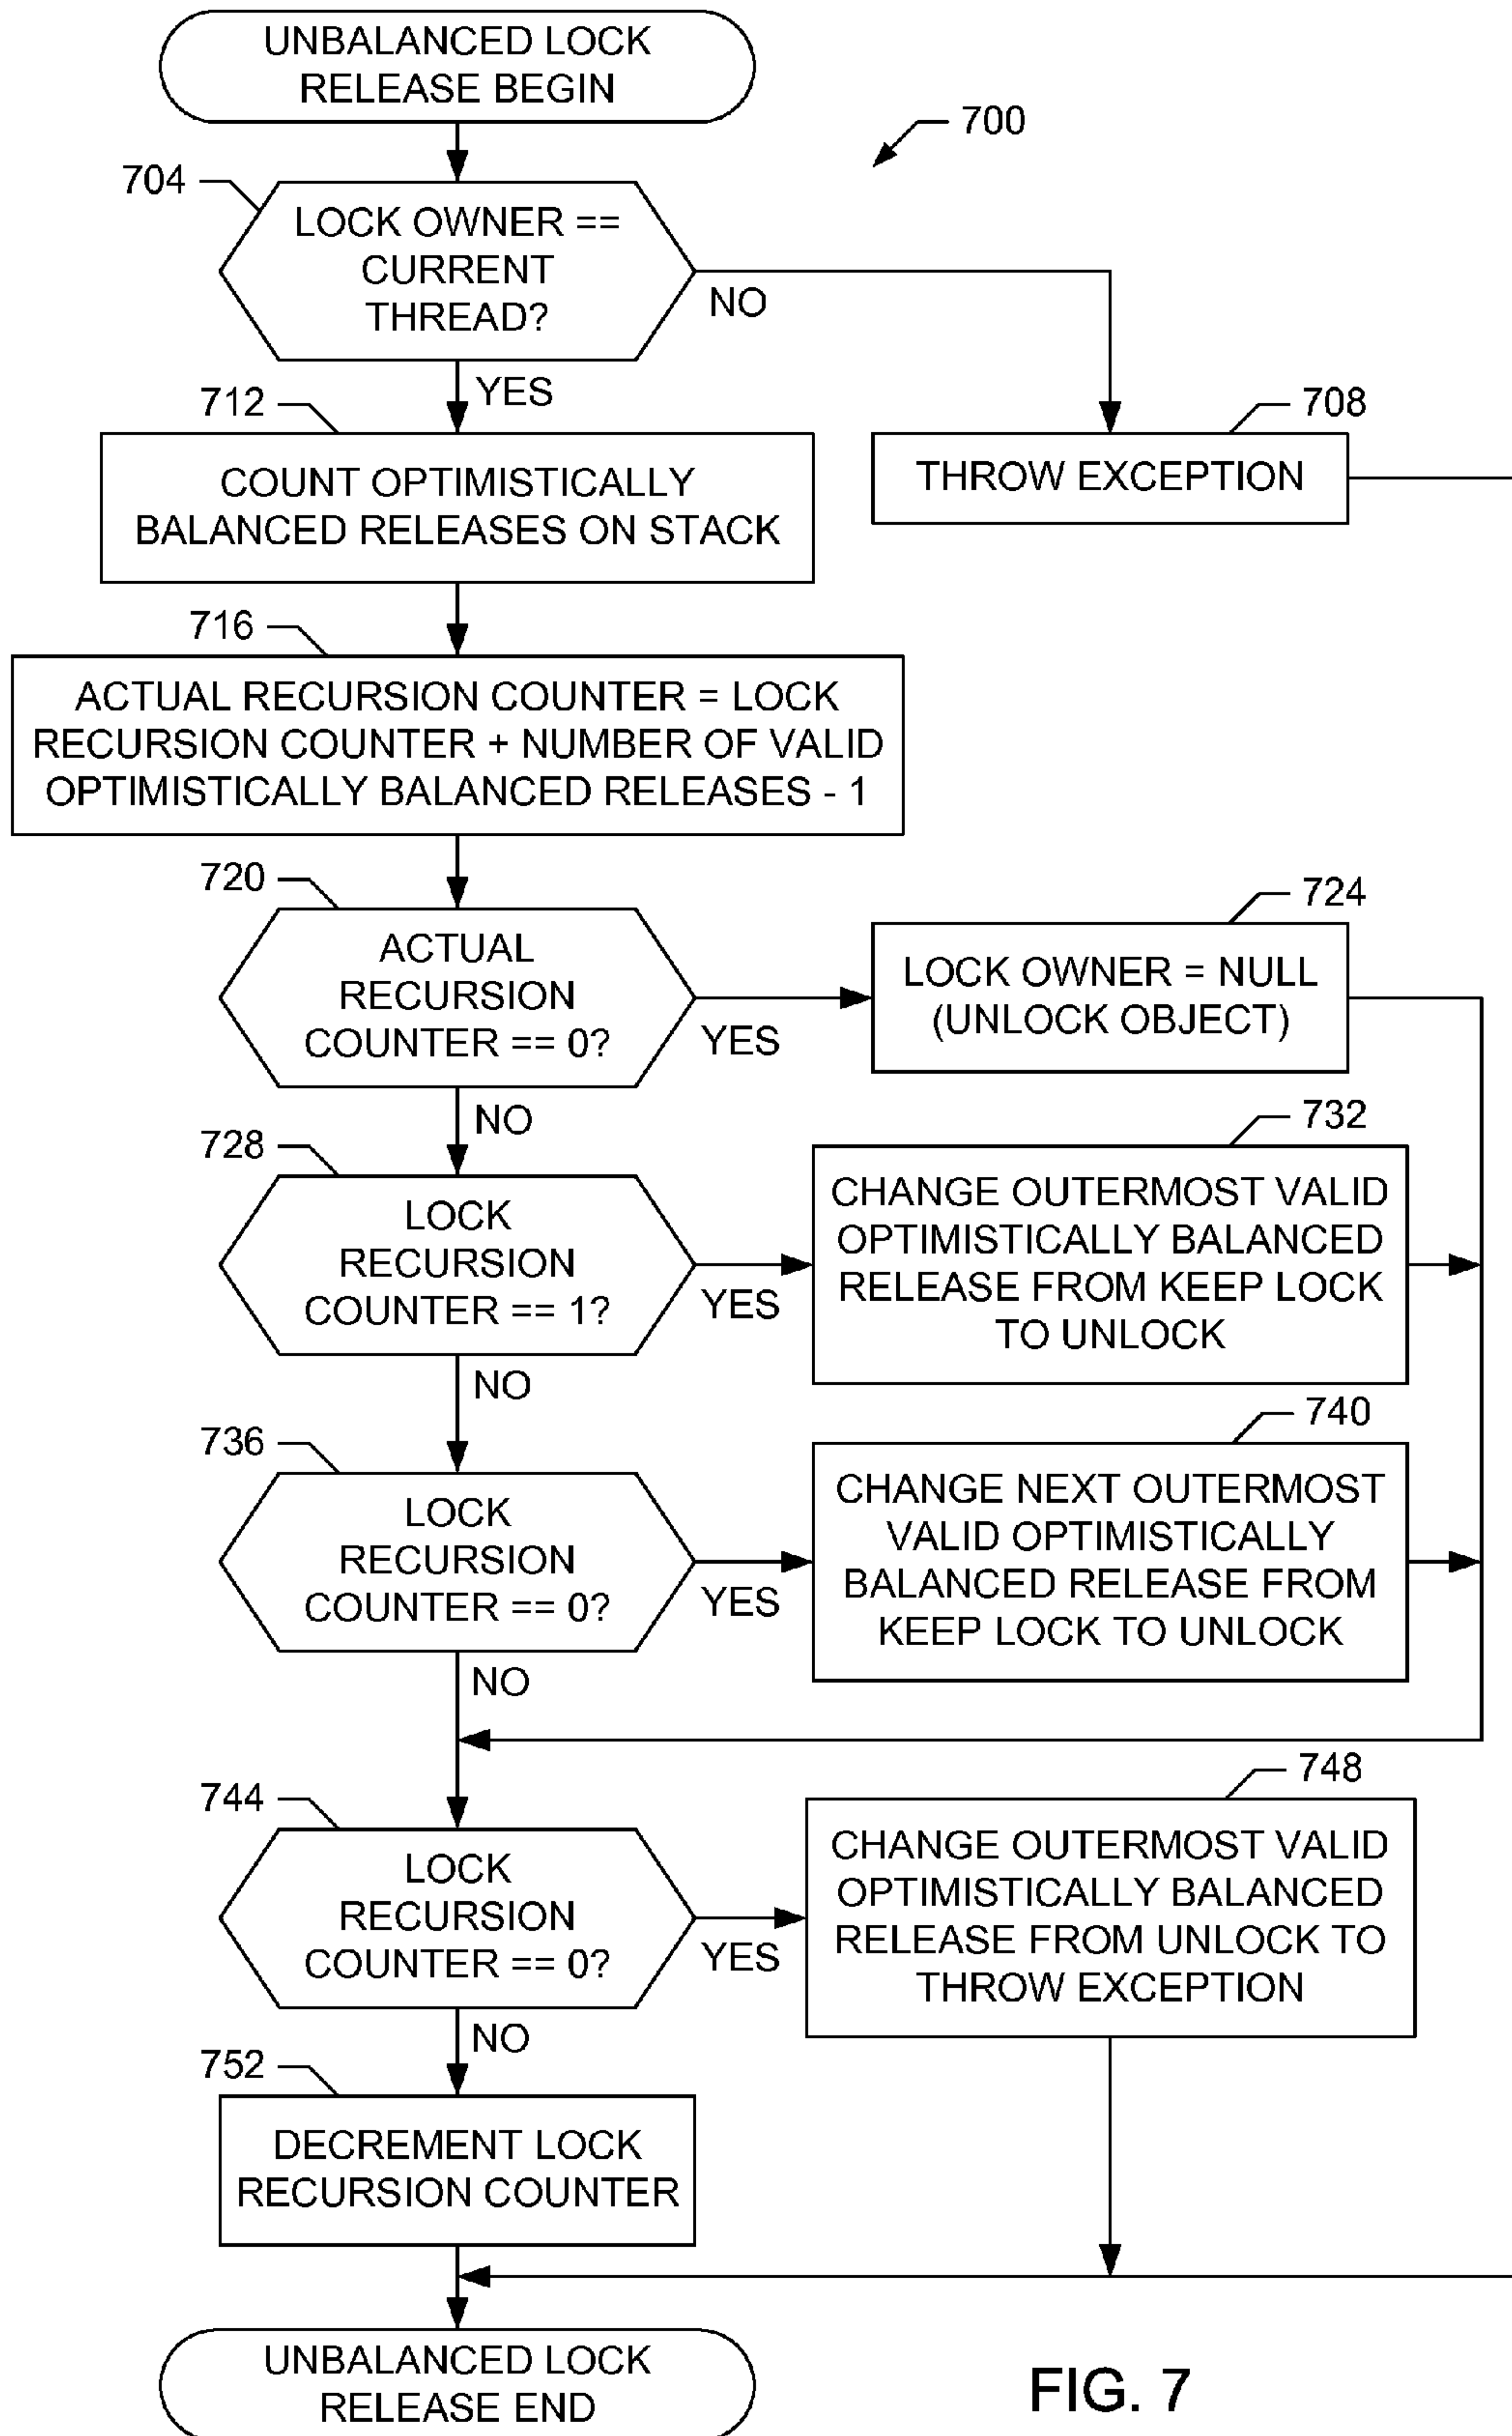 UNBALANCED LOCK
RELEASE BEGIN
700
704
LOCK OWNER ==
CURRENT
THREAD?
NO
YES
712
COUNT OPTIMISTICALLY
BALANCED RELEASES ON STACK
708
THROW EXCEPTION
716
ACTUAL RECURSION COUNTER = LOCK
RECURSION COUNTER + NUMBER OF VALID
OPTIMISTICALLY BALANCED RELEASES - 1
720
ACTUAL
RECURSION
COUNTER == 0?
YES
724
LOCK OWNER = NULL
(UNLOCK OBJECT)
NO
728
LOCK
RECURSION
COUNTER == 1?
YES
732
CHANGE OUTERMOST VALID
OPTIMISTICALLY BALANCED
RELEASE FROM KEEP LOCK
TO UNLOCK
NO
736
LOCK
RECURSION
COUNTER == 0?
YES
740
CHANGE NEXT OUTERMOST
VALID OPTIMISTICALLY
BALANCED RELEASE FROM
KEEP LOCK TO UNLOCK
NO
744
LOCK
RECURSION
COUNTER == 0?
YES
748
CHANGE OUTERMOST VALID
OPTIMISTICALLY BALANCED
RELEASE FROM UNLOCK TO
THROW EXCEPTION
NO
752
DECREMENT LOCK
RECURSION COUNTER
UNBALANCED LOCK
RELEASE END
FIG. 7